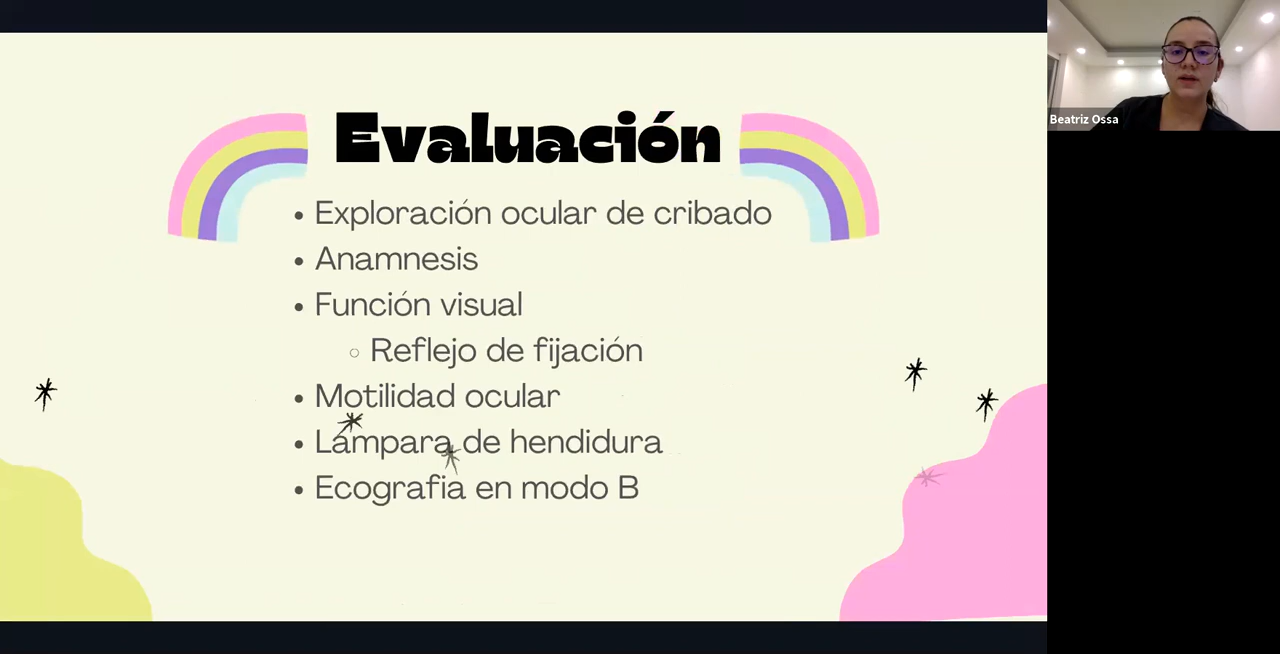 Evaluación
Exploración ocular de cribado
Anamnesis
Función visual
Reflejo de fijación
Motilidad ocular
Lámpara de hendidura
Ecografia en modo B
Beatriz Ossa